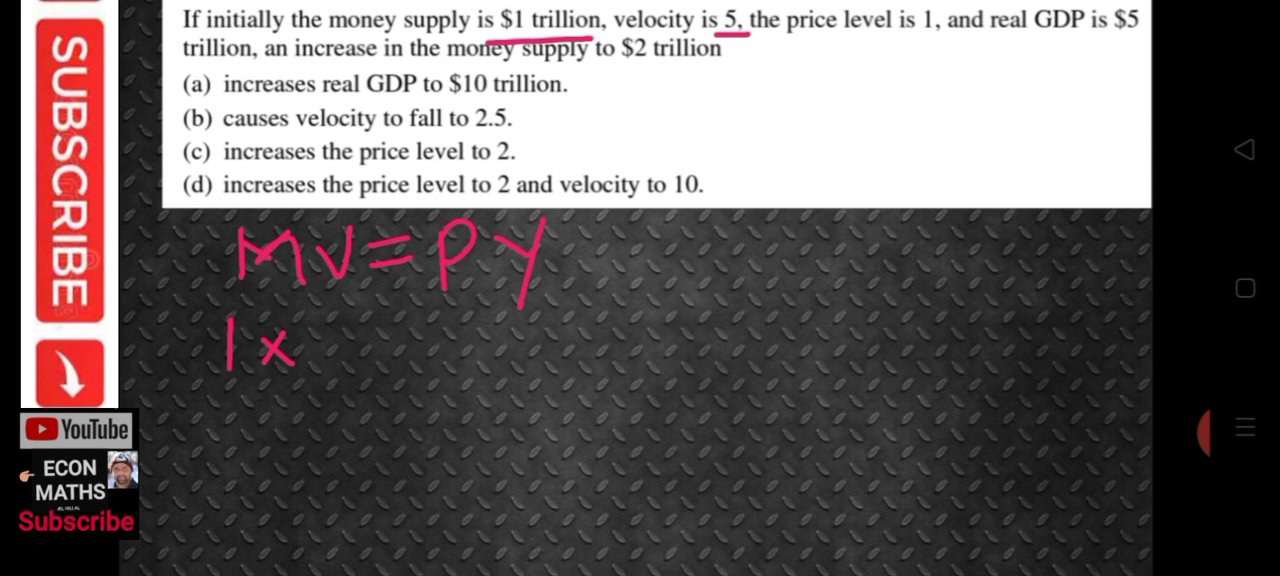 If initially the money supply is $1 trillion, velocity is 5, the price level is 1, and real GDP is $5
trillion, an increase in the money supply to $2 trillion
(a) increases real GDP to $10 trillion.
(b) causes velocity to fall to 2.5.
(c) increases the price level to 2.
(d) increases the price level to 2 and velocity to 10.
MV=PY
1x
SUBSCRIBE
YouTube
ECON
MATHS
Subscribe